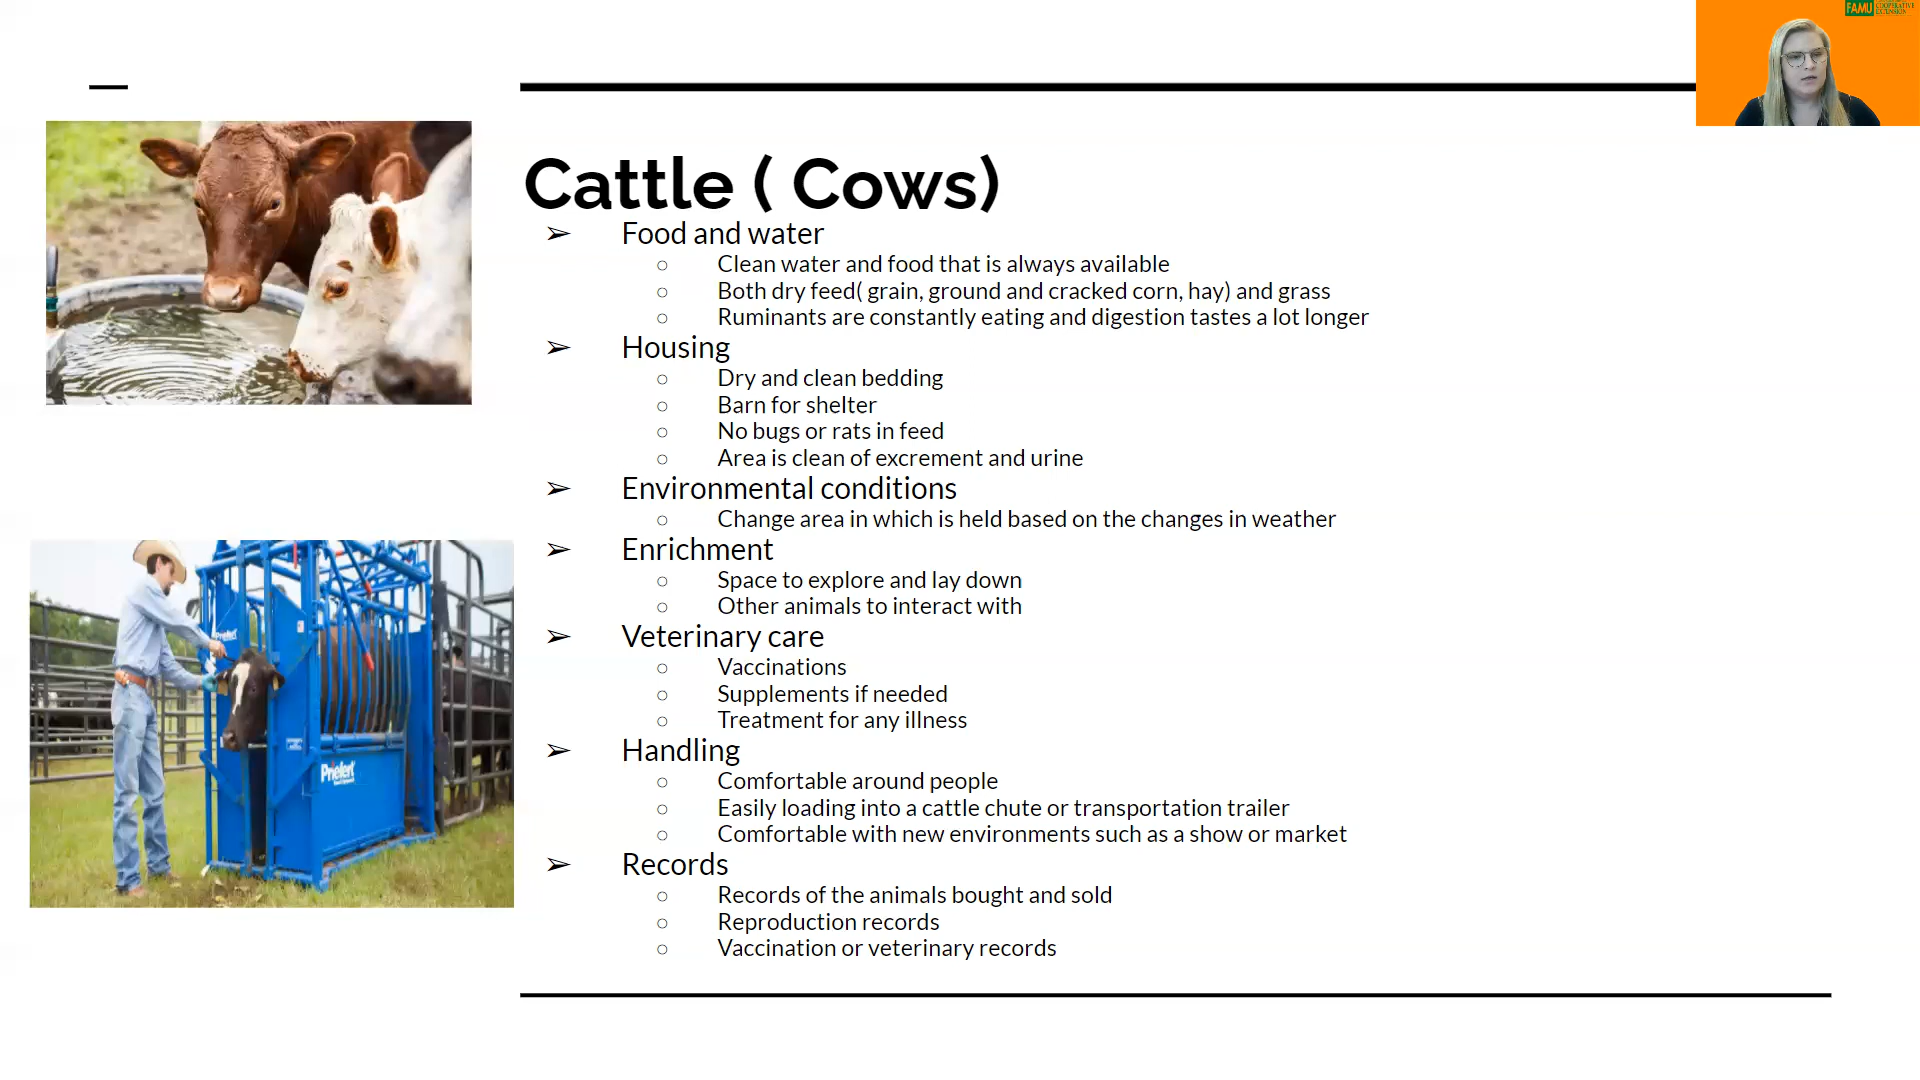 FAMU COOPERATIVE
EXTENSION
Cattle ( Cows)
➢ Food and water
○ Clean water and food that is always available
○ Both dry feed( grain, ground and cracked corn, hay) and grass
○ Ruminants are constantly eating and digestion tastes a lot longer
➢ Housing
○ Dry and clean bedding
○ Barn for shelter
○ No bugs or rats in feed
○ Area is clean of excrement and urine
➢ Environmental conditions
○ Change area in which is held based on the changes in weather
➢ Enrichment
○ Space to explore and lay down
○ Other animals to interact with
➢ Veterinary care
○ Vaccinations
○ Supplements if needed
○ Treatment for any illness
➢ Handling
○ Comfortable around people
○ Easily loading into a cattle chute or transportation trailer
○ Comfortable with new environments such as a show or market
➢ Records
○ Records of the animals bought and sold
○ Reproduction records
○ Vaccination or veterinary records
Priefert
Priefert